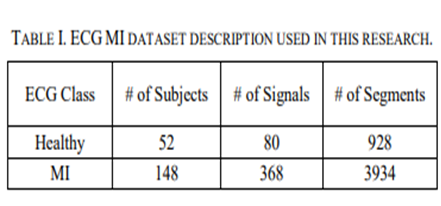 TABLE I. ECG MI DATASET DESCRIPTION USED IN THIS RESEARCH.
ECG Class # of Subjects # of Signals # of Segments
Healthy 52 80 928
MI 148 368 3934